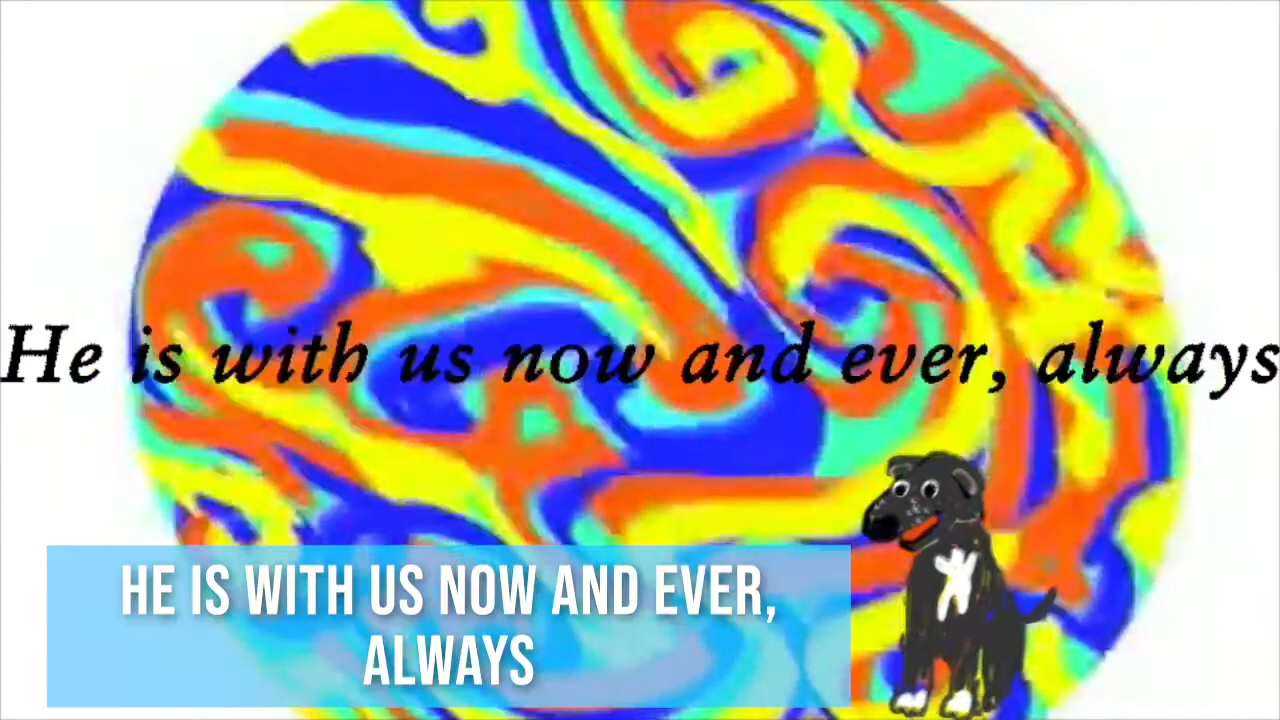 He is with us now and ever, always
HE IS WITH US NOW AND EVER,
ALWAYS